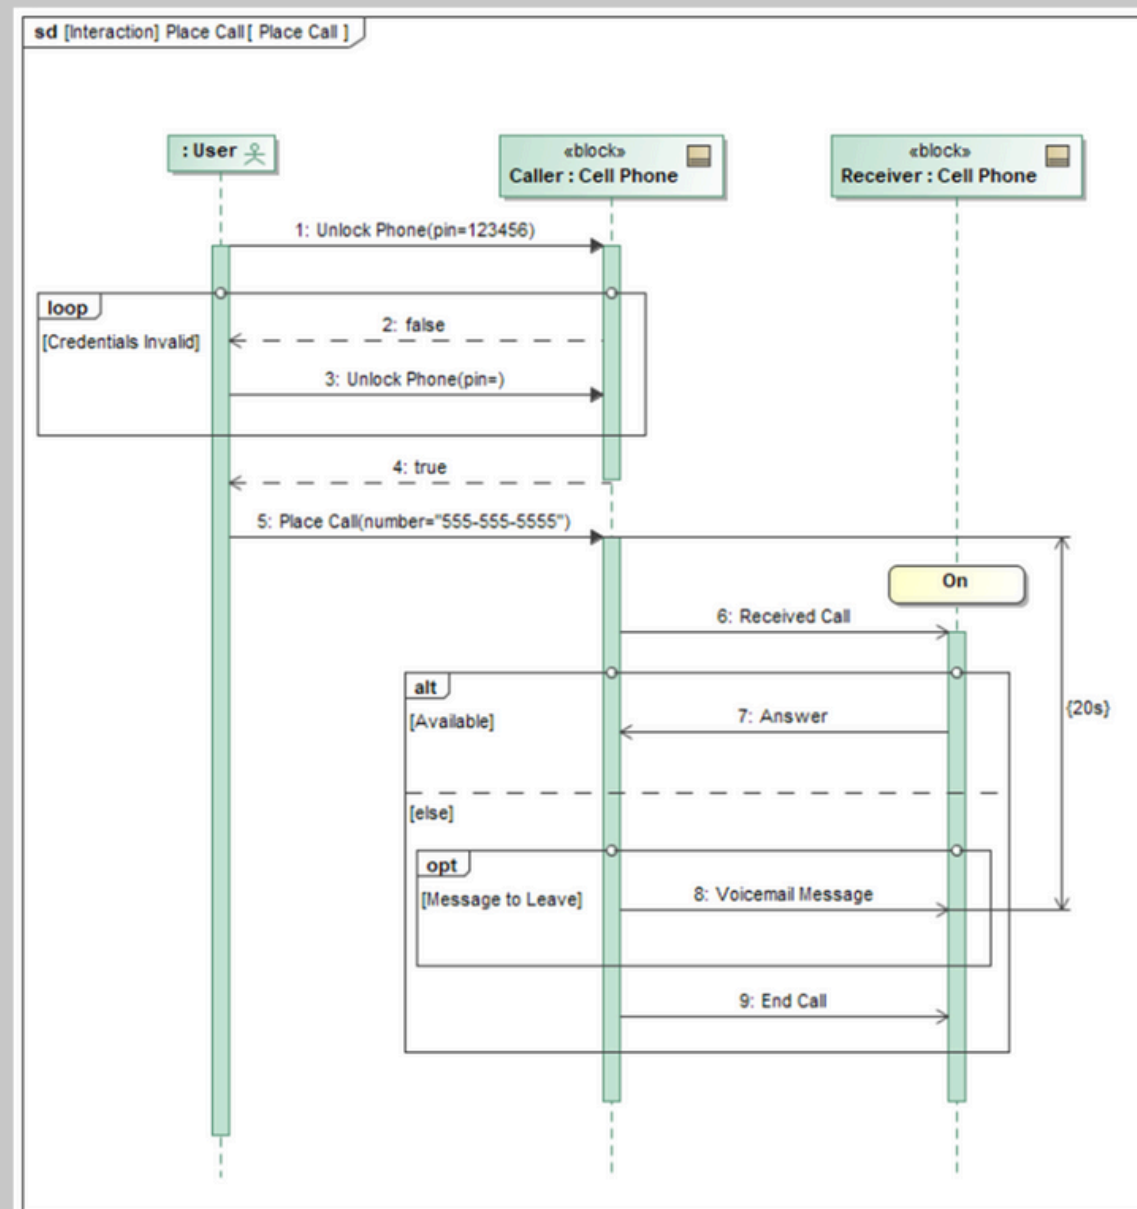 sd [Interaction] Place Call[ Place Call ]
: User
«block»
Caller : Cell Phone
«block»
Receiver : Cell Phone
1: Unlock Phone(pin=123456)
loop
[Credentials Invalid]
2: false
3: Unlock Phone(pin=)
4: true
5: Place Call(number="555-555-5555")
On
6: Received Call
alt
[Available]
7: Answer
{20s}
[else]
opt
[Message to Leave]
8: Voicemail Message
9: End Call